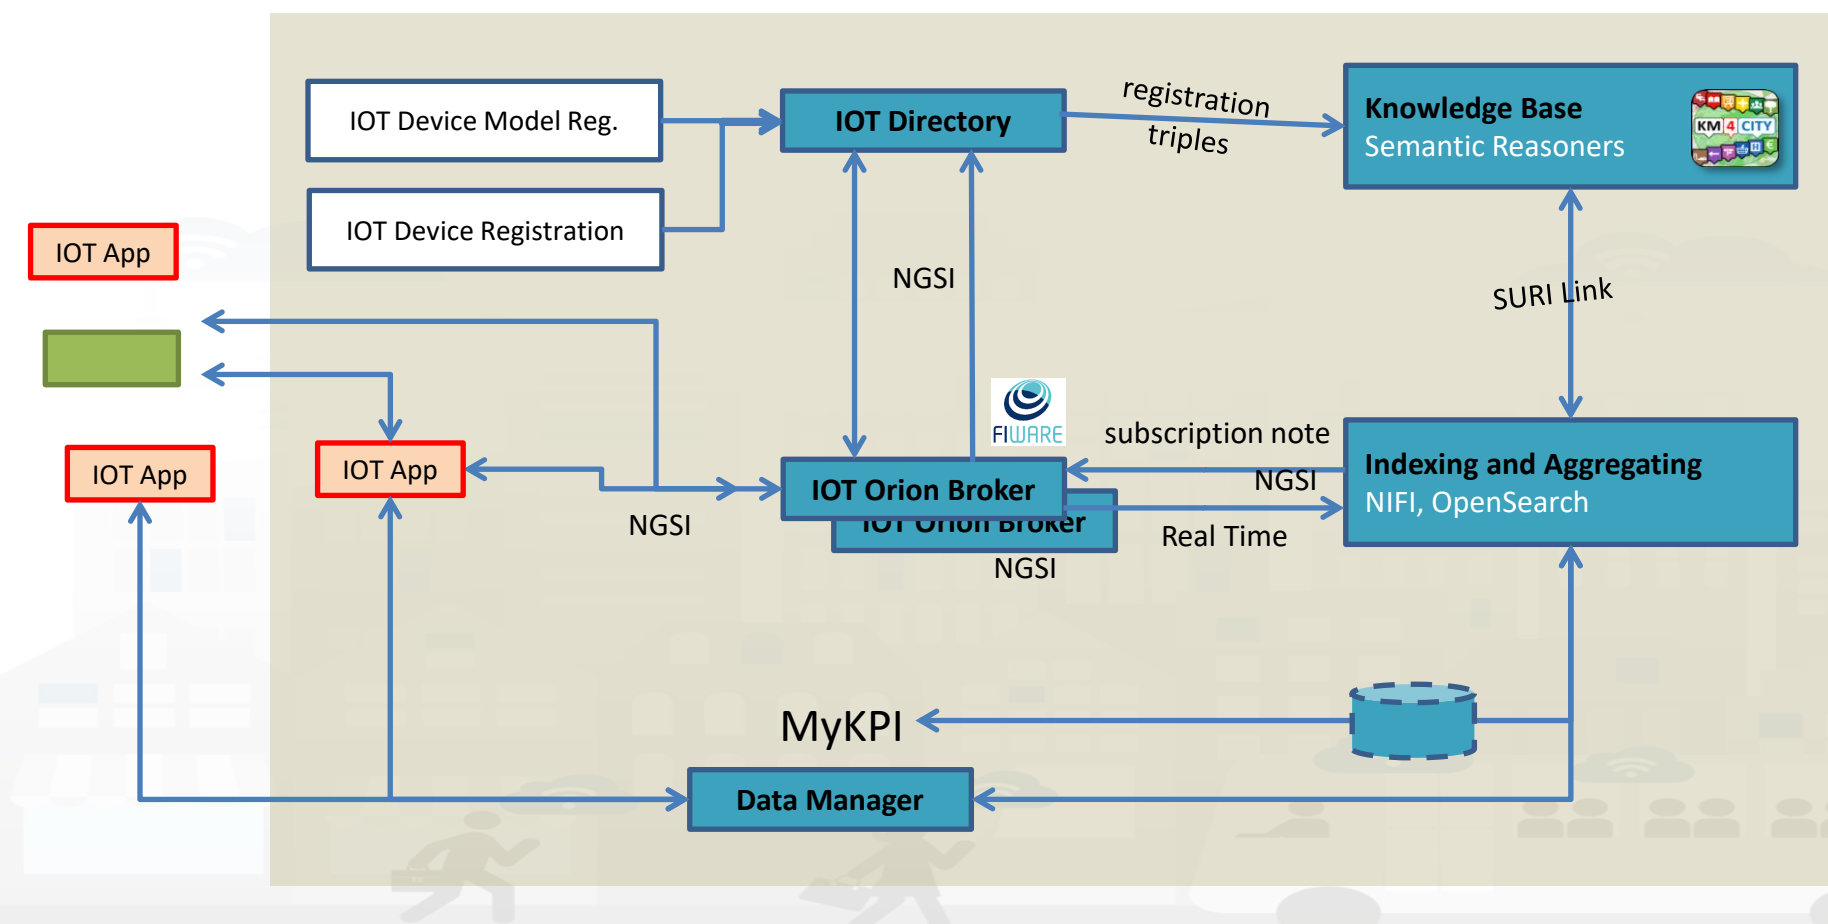 IOT Device Model Reg.
IOT Directory
registration
triples
Knowledge Base
Semantic Reasoners
KM 4 CITY
IOT Device Registration
IOT App
NGSI
SURI Link
FIWARE
subscription note
IOT App
IOT App
IOT Orion Broker
NGSI
Indexing and Aggregating
NIFI, OpenSearch
NGSI
IOT Orion Broker
Real Time
NGSI
MyKPI
Data Manager